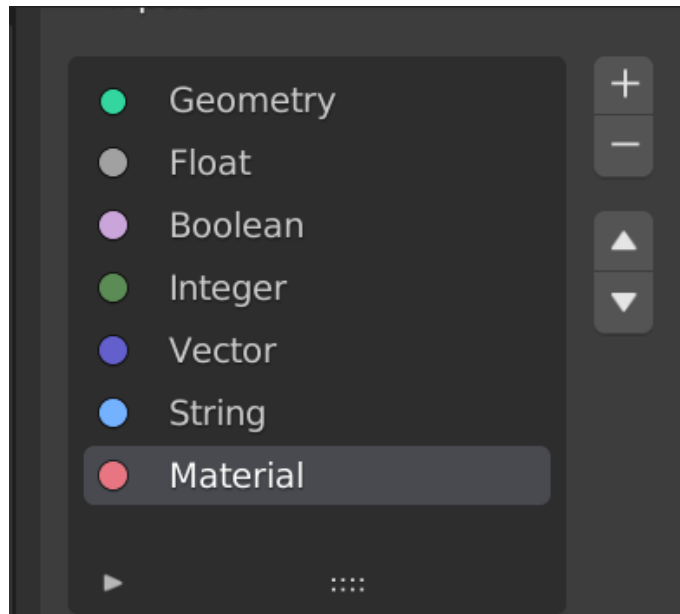 Geometry
Float
Boolean
Integer
Vector
String
Material